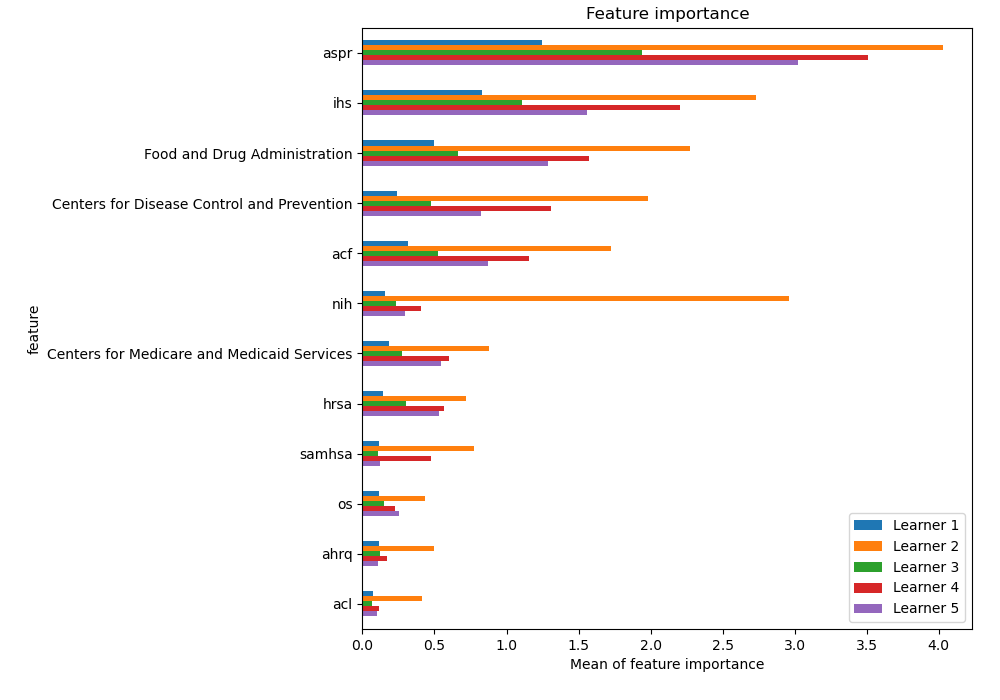 Feature importance
aspr
ihs
Food and Drug Administration
Centers for Disease Control and Prevention
acf
nih
Centers for Medicare and Medicaid Services
hrsa
samhsa
os
ahrq
acl
feature
Learner 1
Learner 2
Learner 3
Learner 4
Learner 5
0.0 0.5 1.0 1.5 2.0 2.5 3.0 3.5 4.0
Mean of feature importance